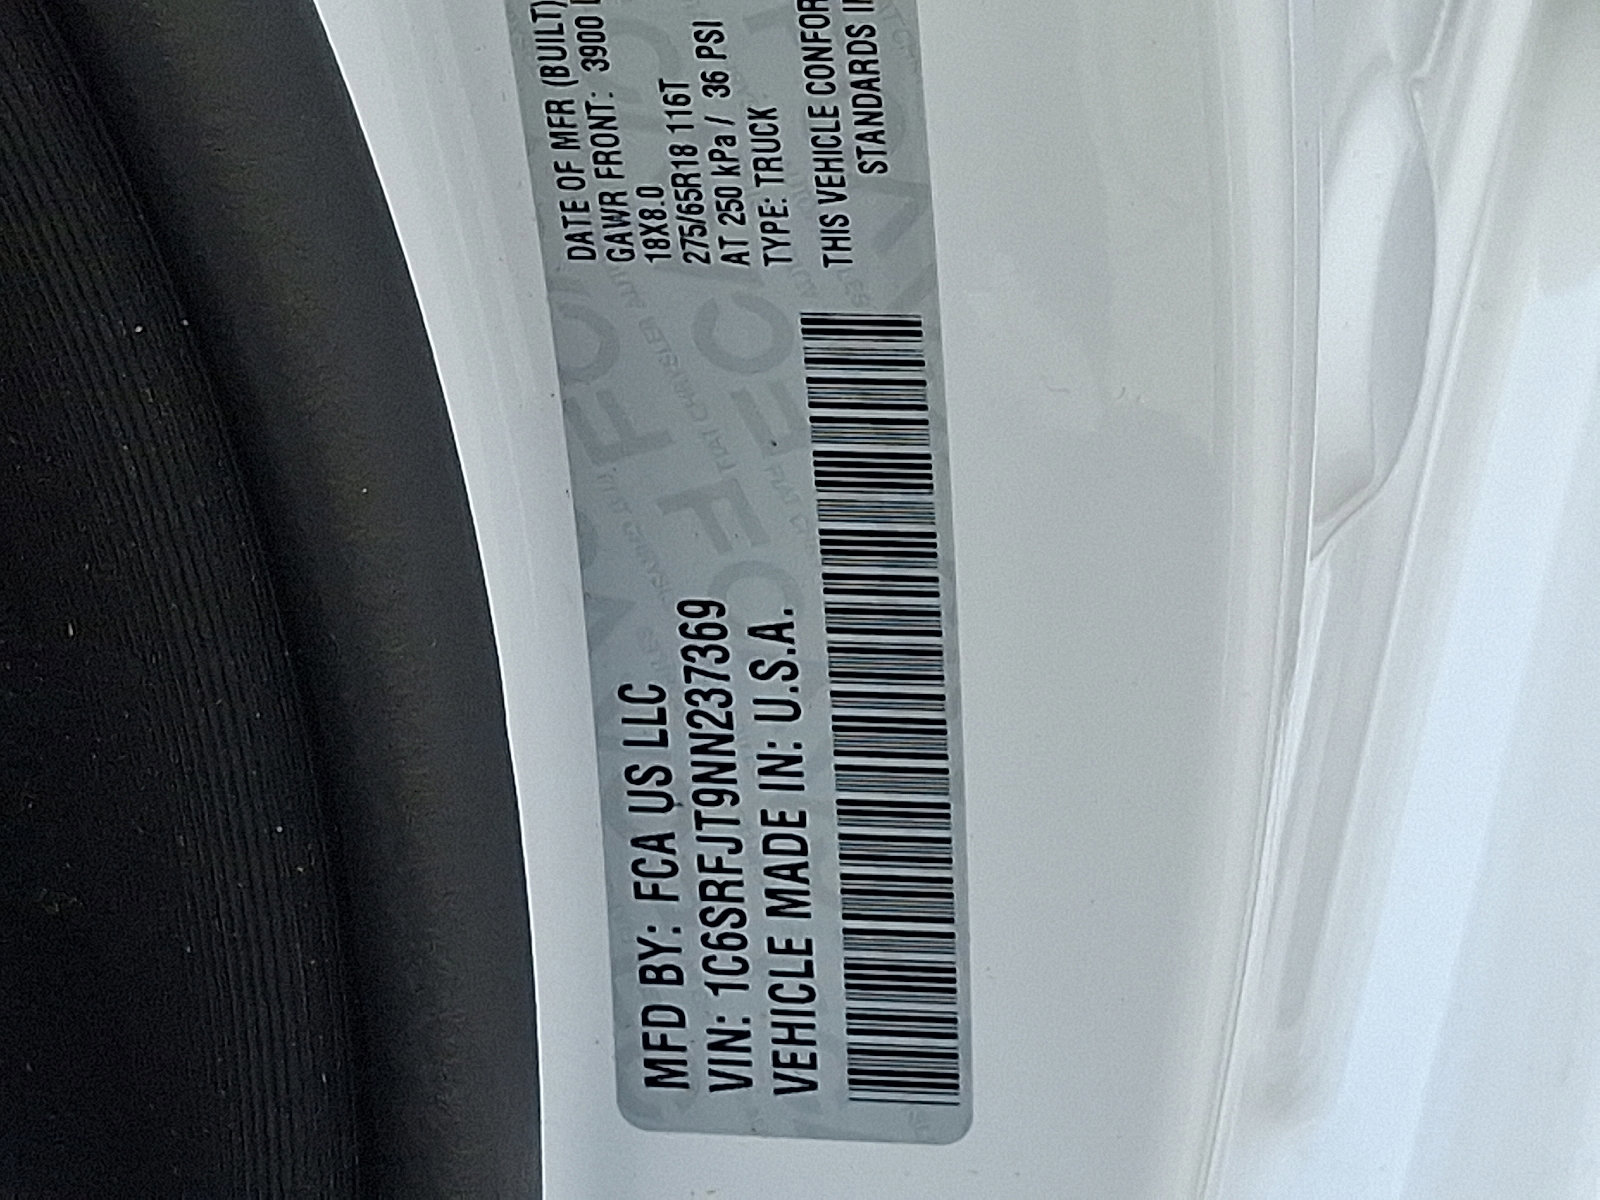 MFD BY: FCA US LLC
VIN: 1C6SRFJT9NN237369
VEHICLE MADE IN: U.S.A.
DATE OF MFR (BUILT)
GAWR FRONT: 3900
18X8.0
275/65R18 116T
AT 250 kPa / 36 PSI
TYPE: TRUCK
THIS VEHICLE CONFOR
STANDARDS